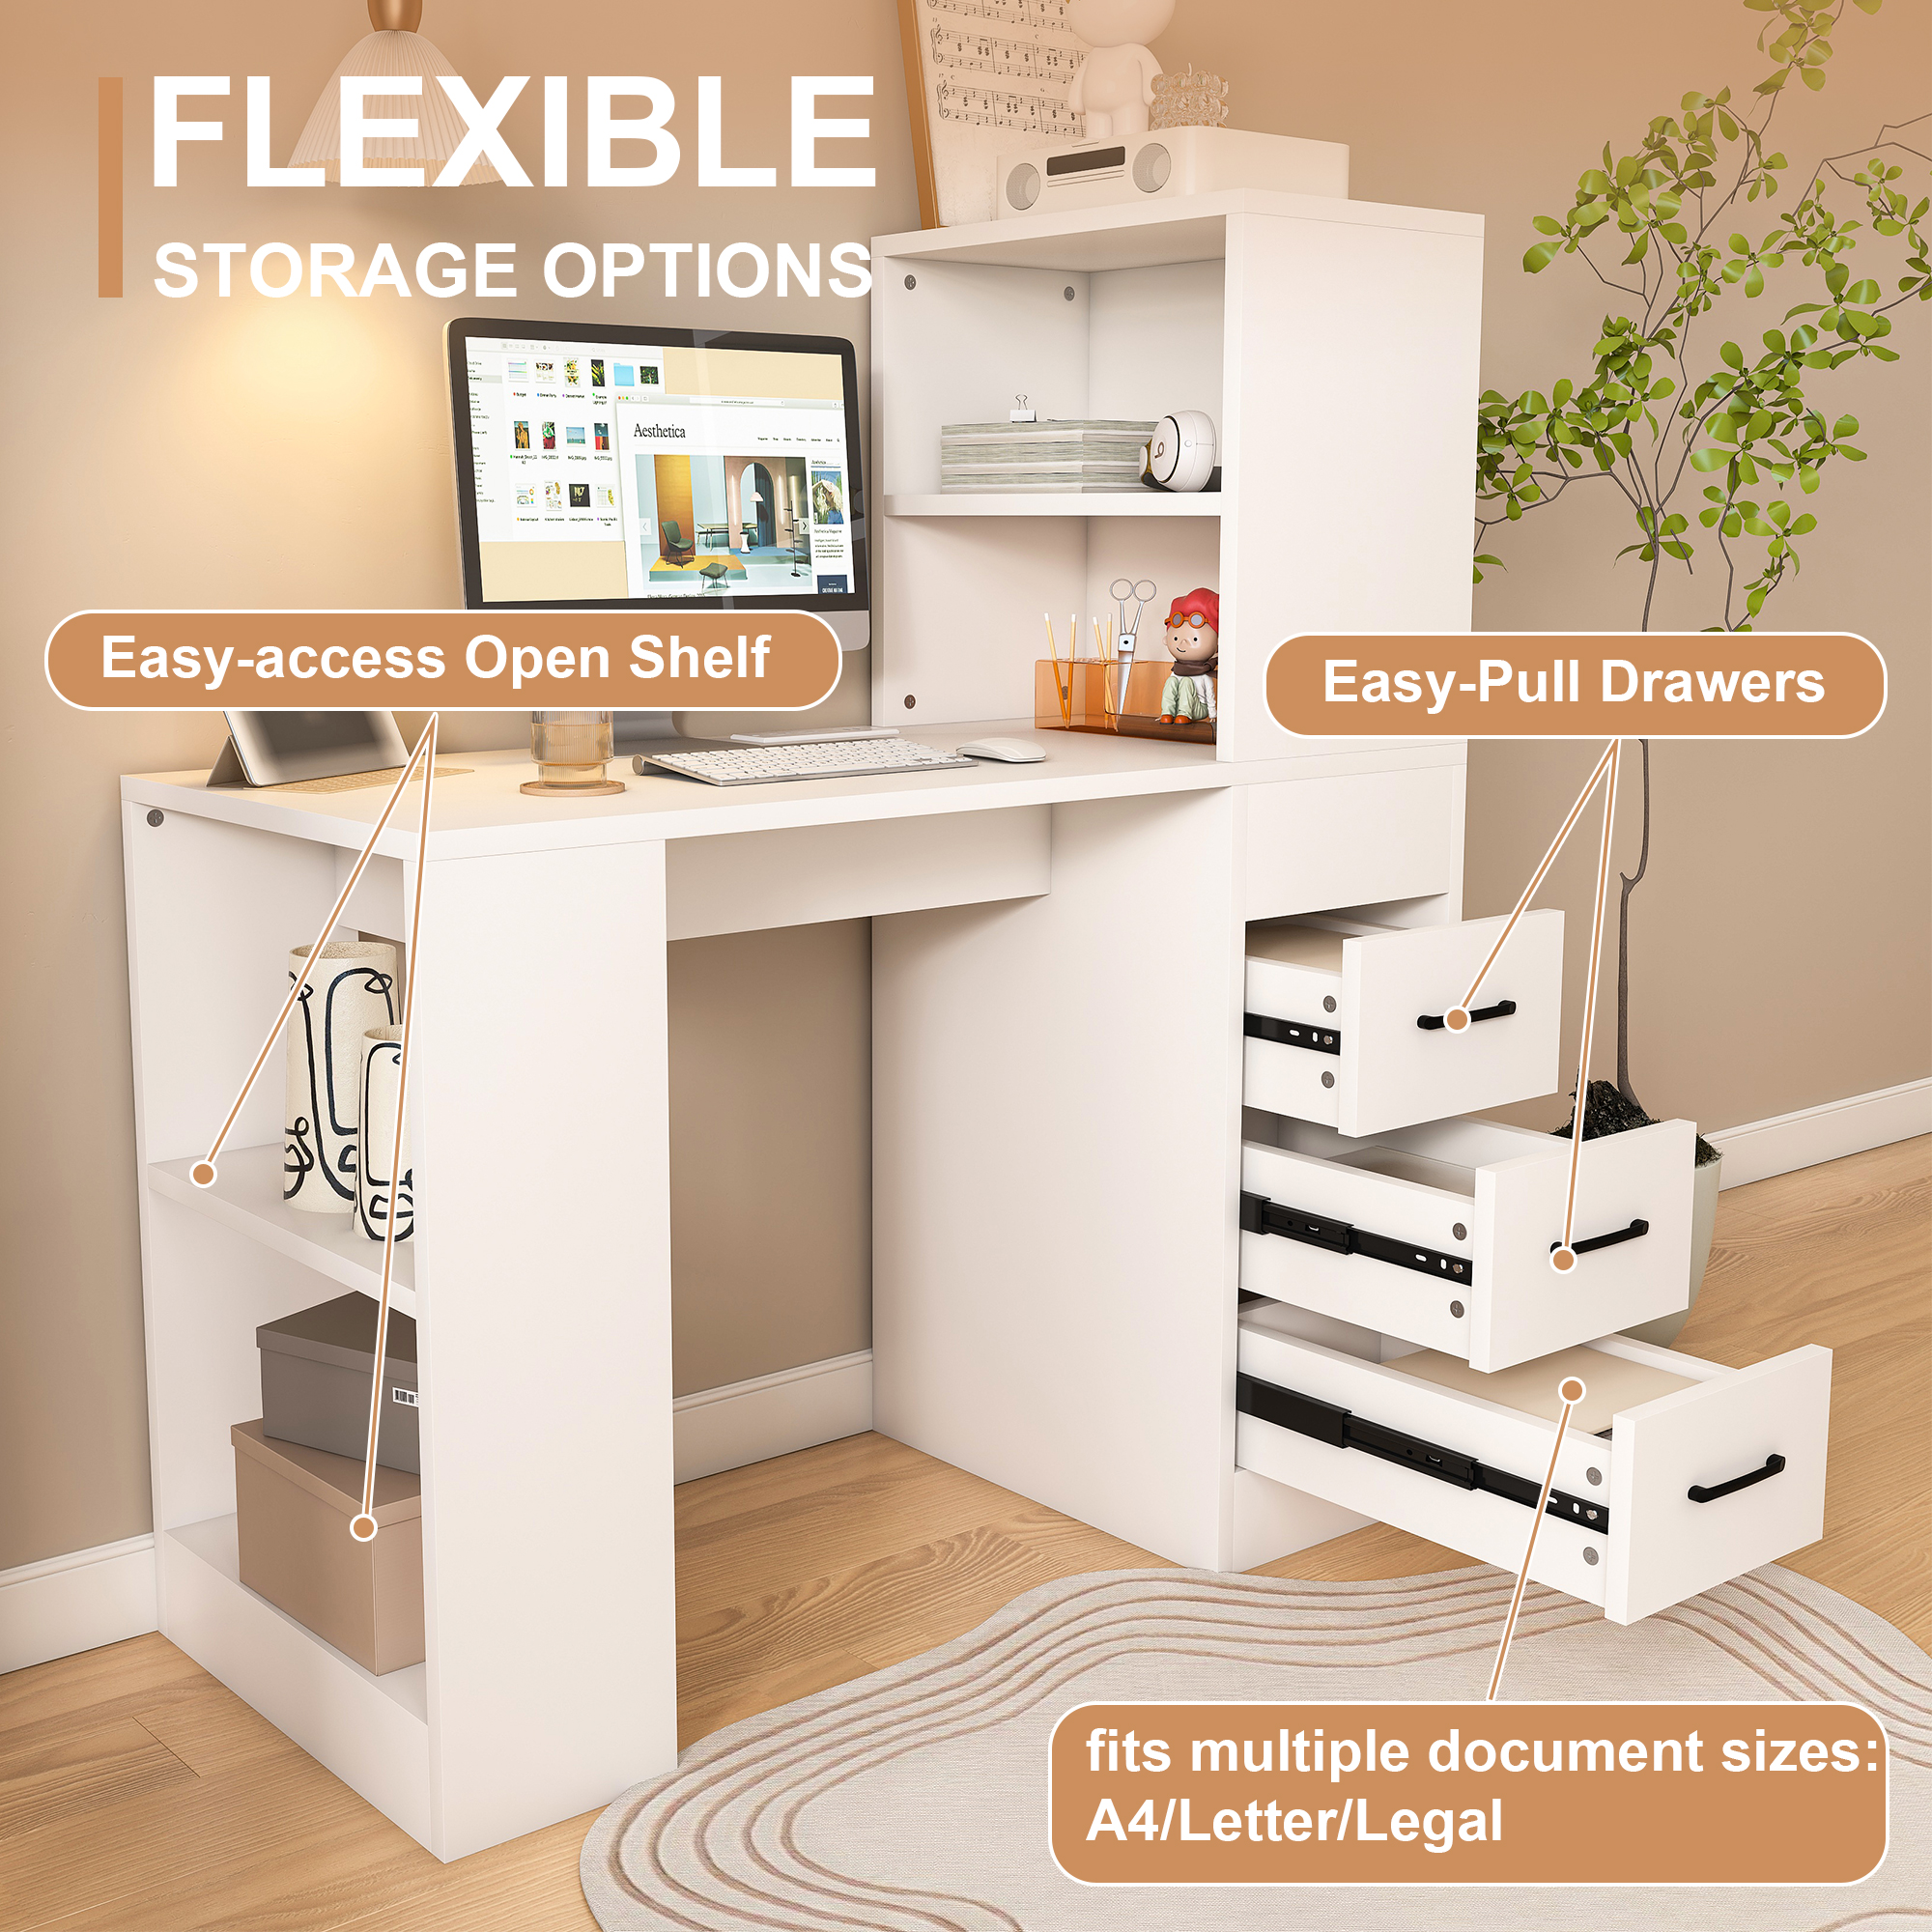 FLEXIBLE
STORAGE OPTIONS
Aesthetica
Easy-access Open Shelf
Easy-Pull Drawers
fits multiple document sizes:
A4/Letter/Legal